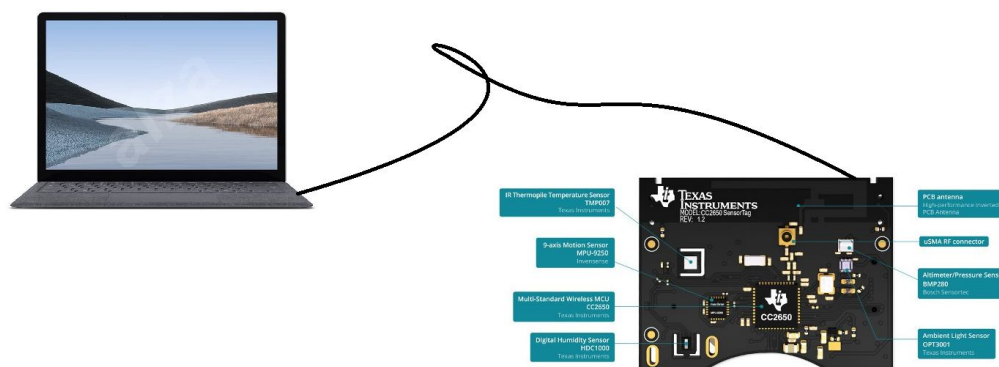 IR Thermopile Temperature Sensor
TMP007
Texas Instruments
9-axis Motion Sensor
MPU-9250
Invensense
Multi-Standard Wireless MCU
CC2650
Texas Instruments
Digital Humidity Sensor
HDC1000
Texas Instruments
TEXAS
INSTRUMENTS
MODEL:CC2650 SensorTag
REV: 1.2
CC2650
PCB antenna
High-performance Inverted
PCB Antenna
uSMA RF connector
Altimeter/Pressure Sens
BMP280
Bosch Sensortec
Ambient Light Sensor
OPT3001
Texas Instruments